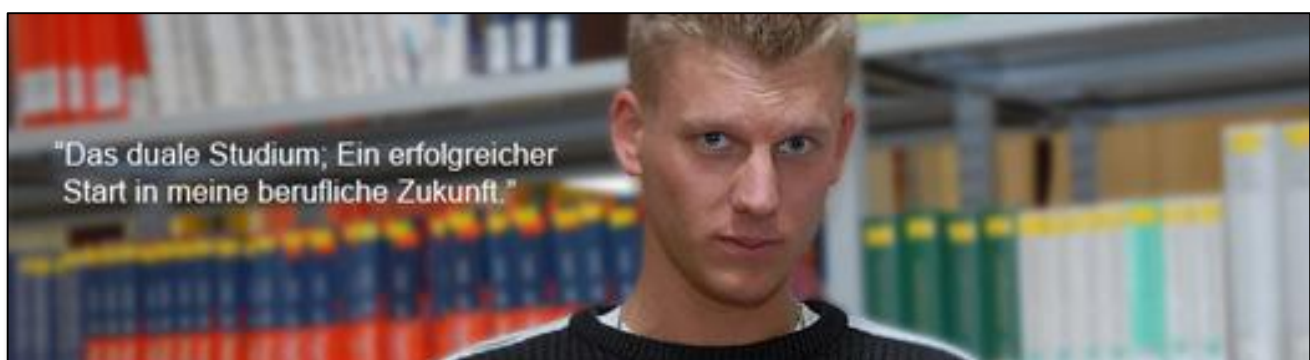 “Das duale Studium; Ein erfolgreicher
Start in meine berufliche Zukunft.”